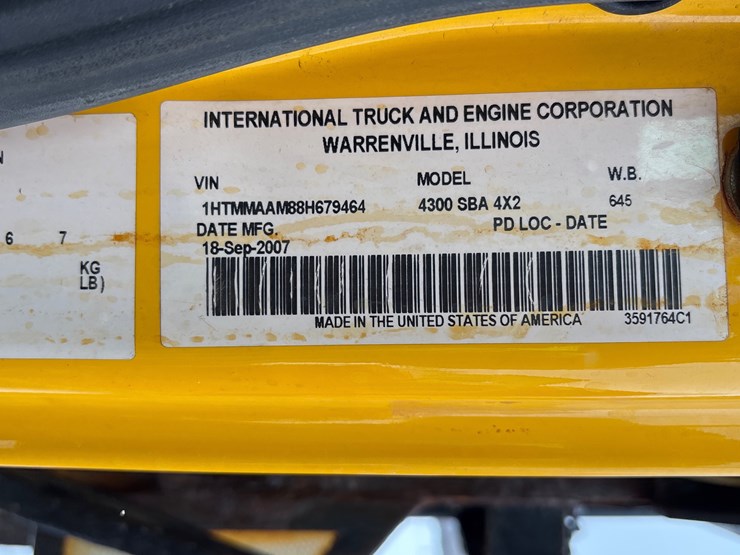 INTERNATIONAL TRUCK AND ENGINE CORPORATION
WARRENVILLE, ILLINOIS
VIN MODEL W.B.
1HTMMAAM88H679464 4300 SBA 4X2 645
DATE MFG. PD LOC - DATE
18-Sep-2007
MADE IN THE UNITED STATES OF AMERICA 3591764C1
N
6 7
KG
LB)